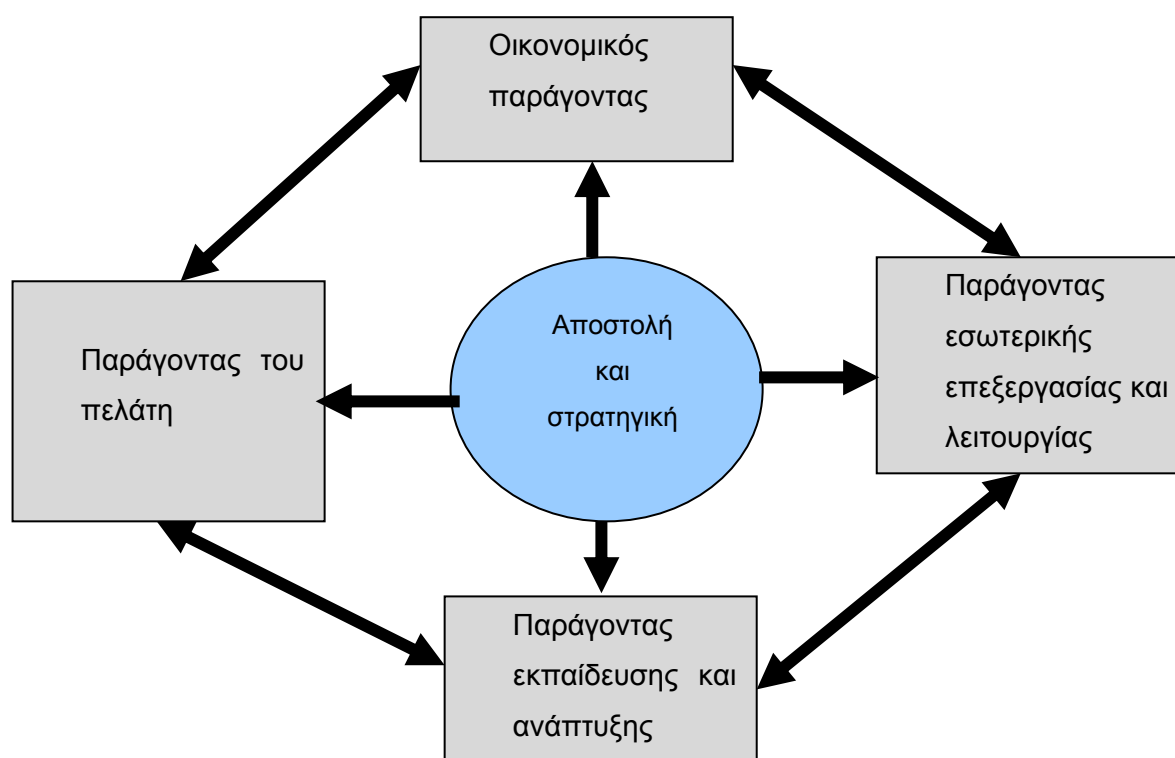 Οικονομικός
παράγοντας
Παράγοντας του
πελάτη
Αποστολή
και
στρατηγική
Παράγοντας
εσωτερικής
επεξεργασίας και
λειτουργίας
Παράγοντας
εκπαίδευσης και
ανάπτυξης